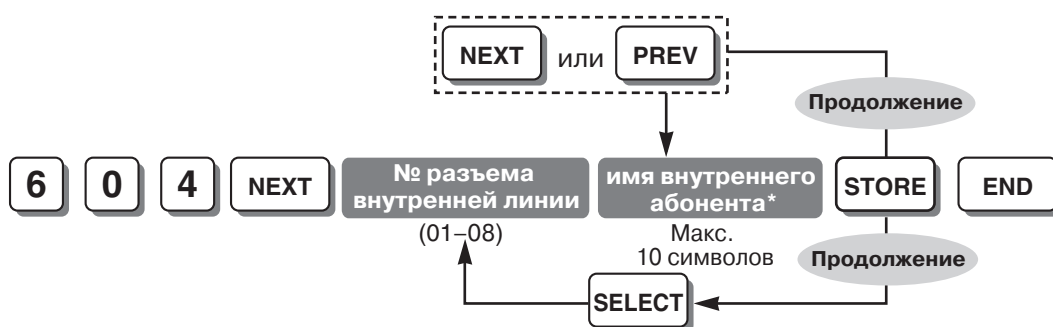 NEXT или PREV
Продолжение
6 0 4 NEXT № разъема внутренней линии имя внутреннего абонента* STORE END
(01–08)
Макс.
10 символов
Продолжение
SELECT